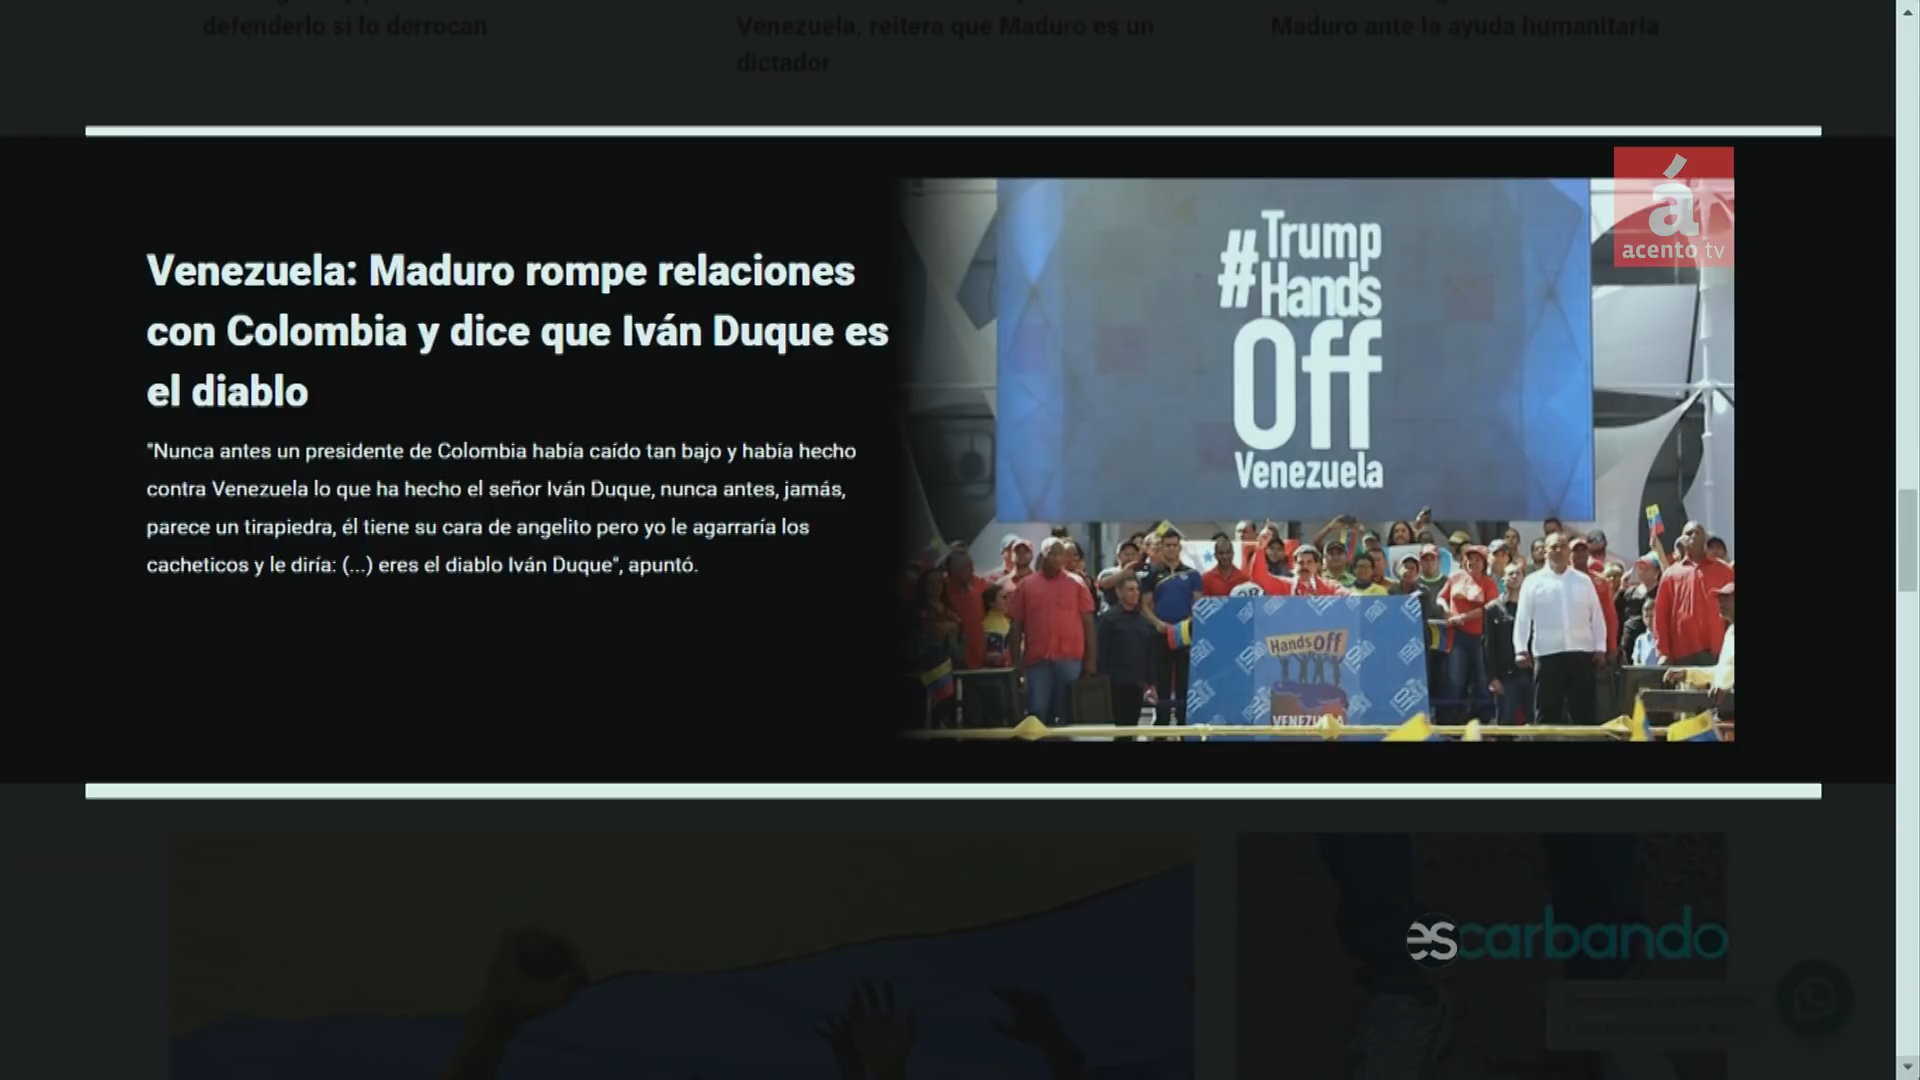 defenderlo si lo derrocan
Venezuela, reitera que Maduro es un
dictador
Maduro ante la ayuda humanitaria
á
acento tv
Venezuela: Maduro rompe relaciones
con Colombia y dice que Iván Duque es
el diablo
"Nunca antes un presidente de Colombia había caído tan bajo y había hecho
contra Venezuela lo que ha hecho el señor Iván Duque, nunca antes, jamás,
parece un tirapiedra, él tiene su cara de angelito pero yo le agarraría los
cacheticos y le diría: (...) eres el diablo Iván Duque", apuntó.
#Trump
Hands
Off
Venezuela
Hands Off
VENEZUELA
escarbando